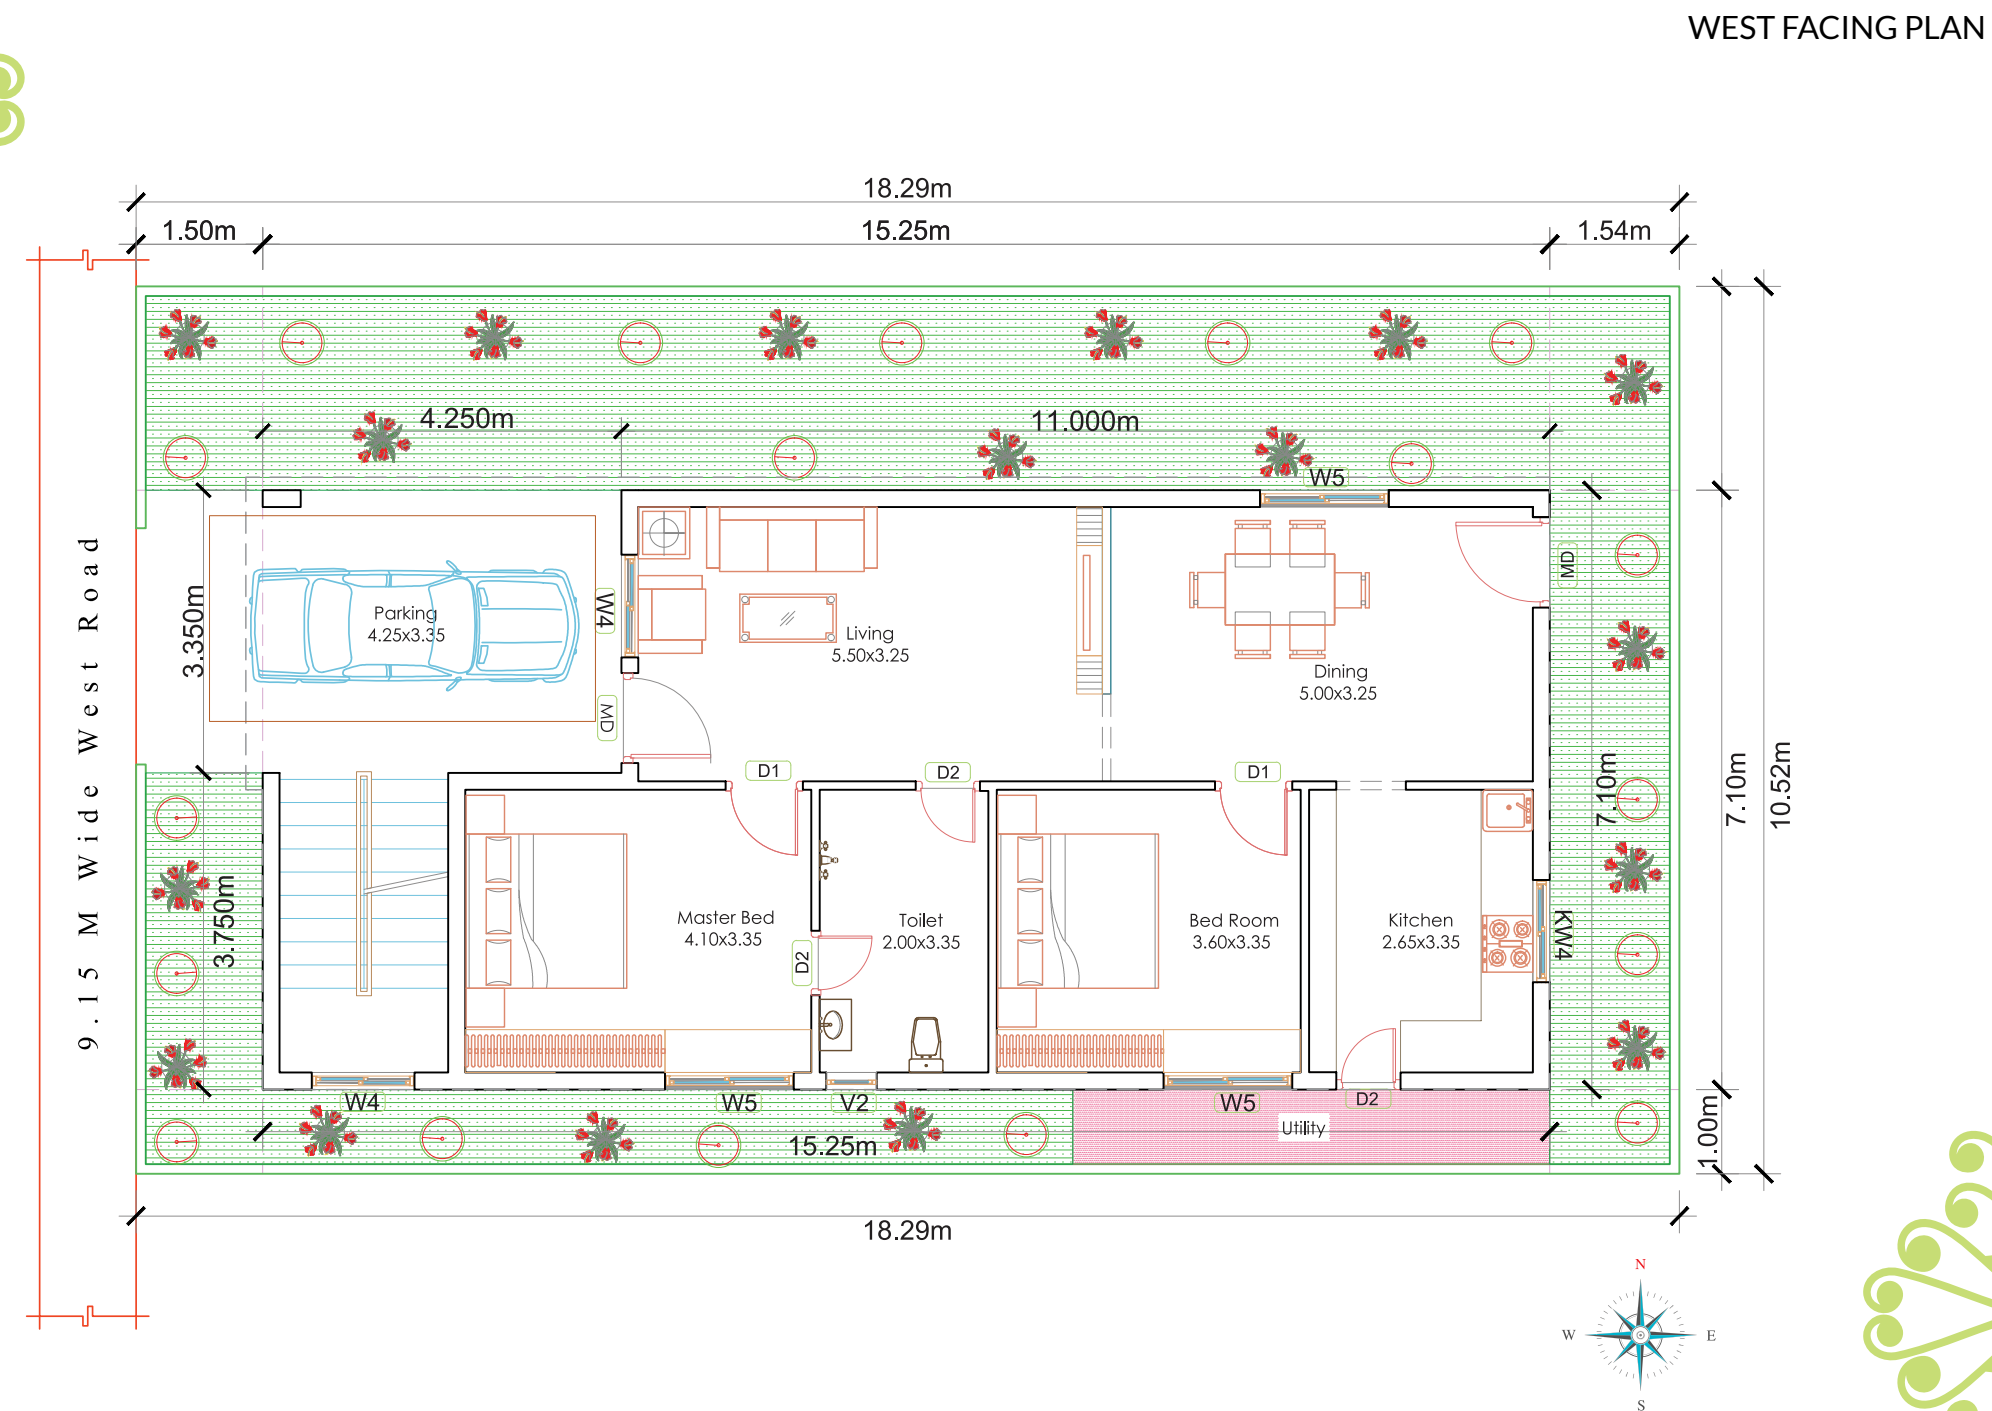 WEST FACING PLAN
18.29m
1.50m
15.25m
1.54m
4.250m
11.000m
W5
3.350m
Parking
4.25x3.35
W4
MD
Living
5.50x3.25
Dining
5.00x3.25
MD
9.15 M Wide West Road
D1
D2
D1
7.10m
7.10m
10.52m
3.750m
Master Bed
4.10x3.35
D2
Toilet
2.00x3.35
Bed Room
3.60x3.35
Kitchen
2.65x3.35
KW4
W4
W5
V2
W5
D2
Utility
1.00m
15.25m
18.29m
N
W
E
S